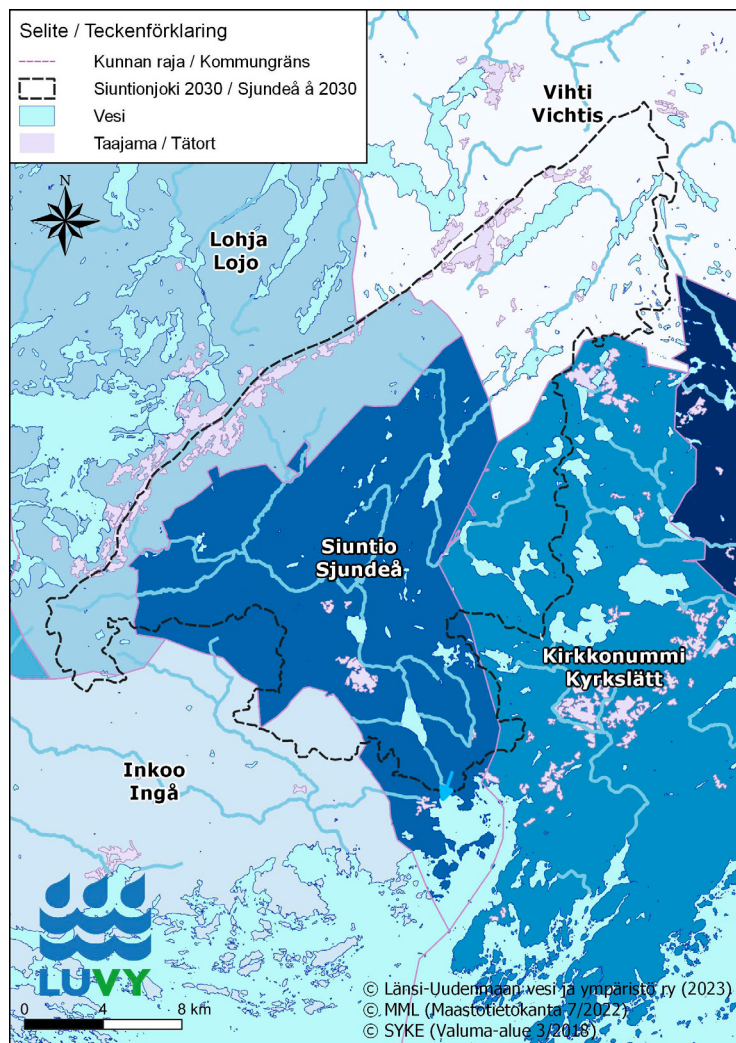 Selite / Teckenförklaring
Kunnan raja / Kommungräns
Siuntionjoki 2030 / Sjundeå å 2030
Vesi
Taajama / Tätort
N
Vihti
Vichtis
Lohja
Lojo
Siuntio
Sjundeå
Kirkkonummi
Kyrkslätt
Inkoo
Ingå
LUVY
0 4 8 km
© Länsi-Uudenmaan vesi ja ympäristö ry (2023)
© MML (Maastotietokanta 7/2022)
© SYKE (Valuma-alue 3/2018)